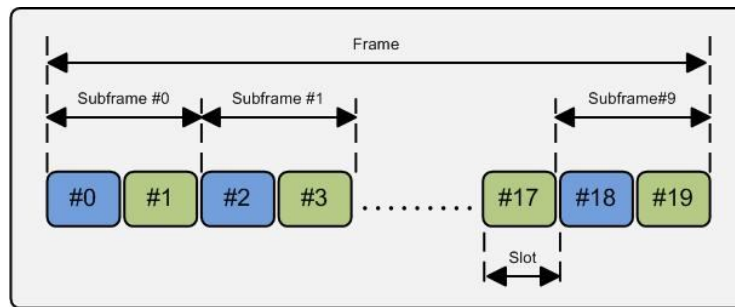 Frame
Subframe #0 Subframe #1 Subframe#9
#0 #1 #2 #3 ......... #17 #18 #19
Slot